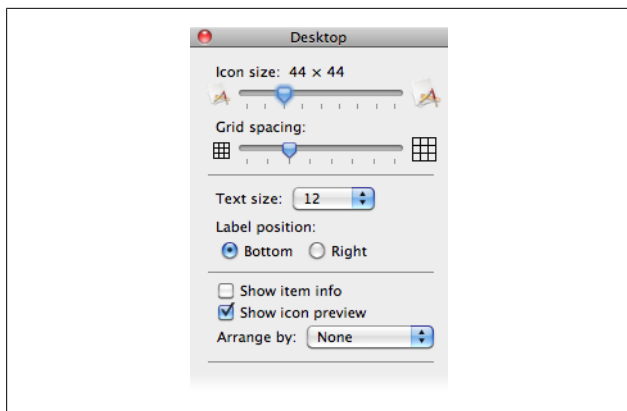 Desktop
Icon size: 44 × 44
Grid spacing:
Text size: 12
Label position:
Bottom Right
Show item info
Show icon preview
Arrange by: None